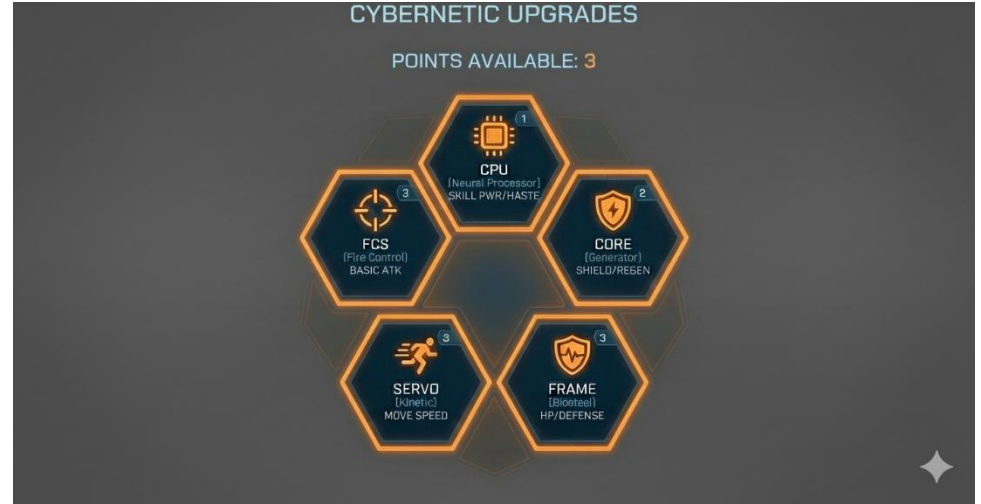 CYBERNETIC UPGRADES
POINTS AVAILABLE: 3
1
CPU
[Neural Processor]
SKILL PWR/HASTE
3
FCS
[Fire Control]
BASIC ATK
2
CORE
[Generator]
SHIELD/REGEN
3
SERVO
[Kinetic]
MOVE SPEED
3
FRAME
[Biosteel]
HP/DEFENSE